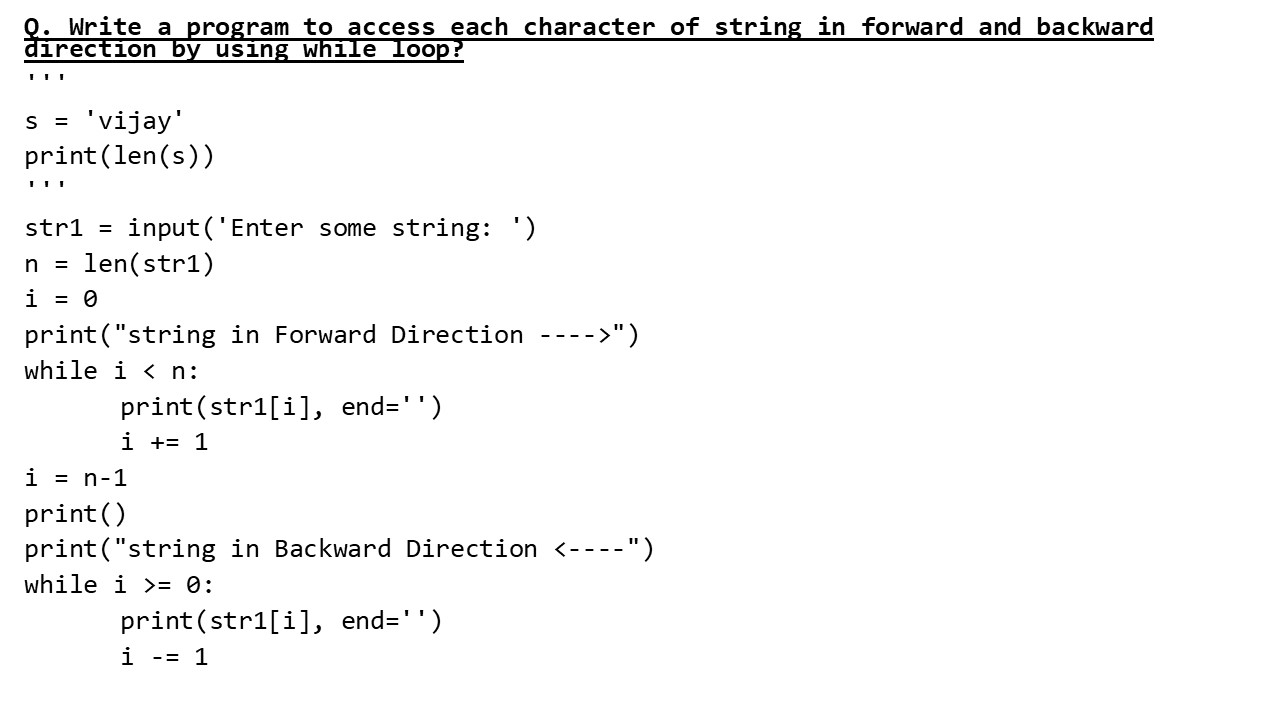 Q. Write a program to access each character of string in forward and backward
direction by using while loop?
'''
s = 'vijay'
print(len(s))
'''
str1 = input('Enter some string: ')
n = len(str1)
i = 0
print("string in Forward Direction ---->")
while i < n:
print(str1[i], end='')
i += 1
i = n-1
print()
print("string in Backward Direction <----")
while i >= 0:
print(str1[i], end='')
i -= 1